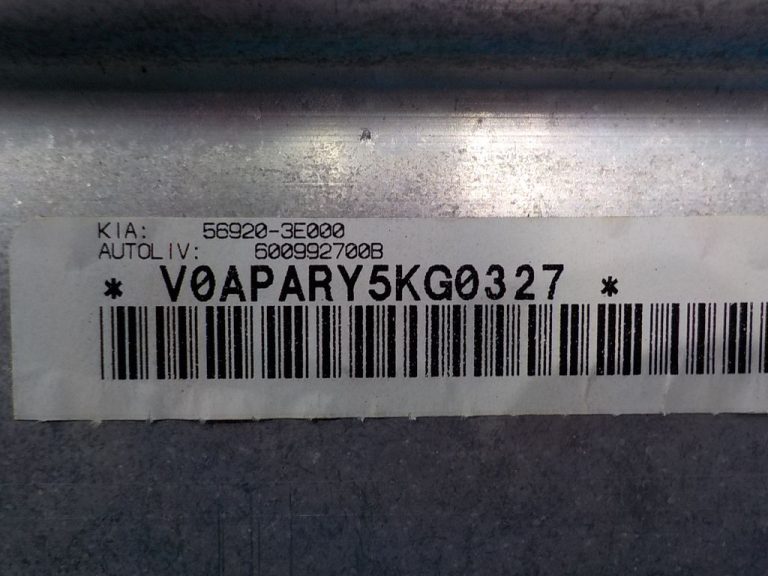 KIA: 56920-3E000
AUTOLIV: 600992700B
* V0APARY5KG0327 *